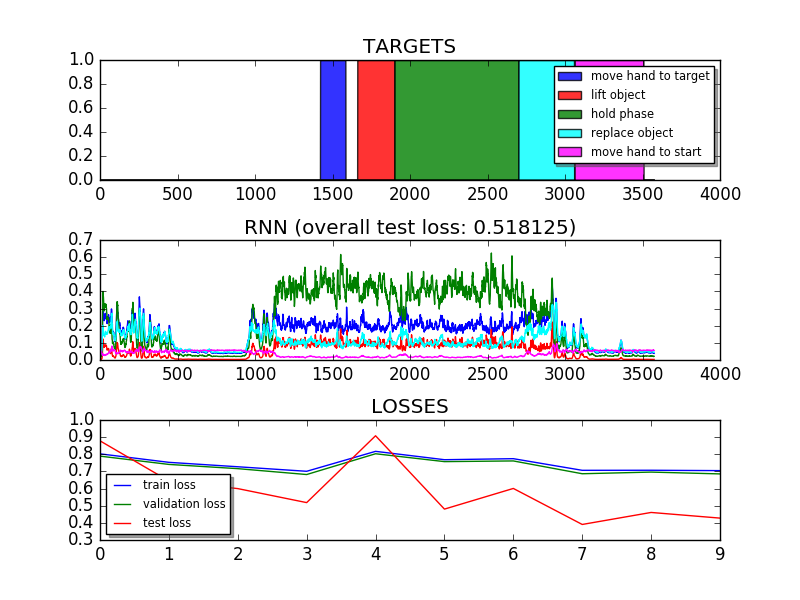 TARGETS
1.0
0.8
0.6
0.4
0.2
0.0
move hand to target
lift object
hold phase
replace object
move hand to start
0 500 1000 1500 2000 2500 3000 3500 4000
RNN (overall test loss: 0.518125)
0.7
0.6
0.5
0.4
0.3
0.2
0.1
0.0
0 500 1000 1500 2000 2500 3000 3500 4000
LOSSES
1.0
0.9
0.8
0.7
0.6
0.5
0.4
0.3
train loss
validation loss
test loss
0 1 2 3 4 5 6 7 8 9